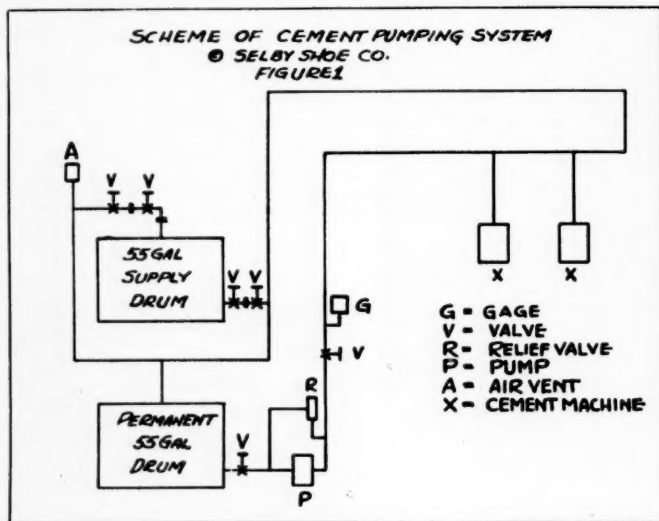 SCHEME OF CEMENT PUMPING SYSTEM
@ SELBY SHOE CO.
FIGURE 1
A
V V
55 GAL
SUPPLY
DRUM
V V
G
V
R
PERMANENT
55 GAL
DRUM
V
P
X X
G = GAGE
V = VALVE
R = RELIEF VALVE
P = PUMP
A = AIR VENT
X = CEMENT MACHINE